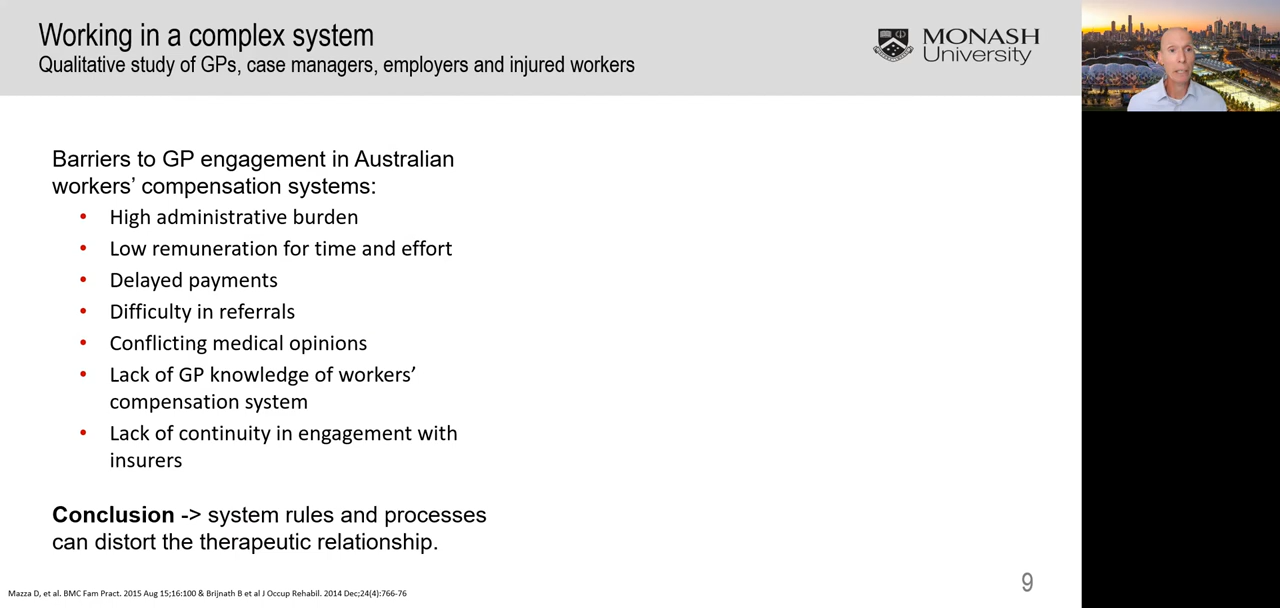 Working in a complex system
Qualitative study of GPs, case managers, employers and injured workers
MONASH
University
Barriers to GP engagement in Australian
workers’ compensation systems:
• High administrative burden
• Low remuneration for time and effort
• Delayed payments
• Difficulty in referrals
• Conflicting medical opinions
• Lack of GP knowledge of workers’
compensation system
• Lack of continuity in engagement with
insurers
Conclusion -> system rules and processes
can distort the therapeutic relationship.
Mazza D, et al. BMC Fam Pract. 2015 Aug 15;16:100 & Brijnath B et al J Occup Rehabil. 2014 Dec;24(4):766-76
9